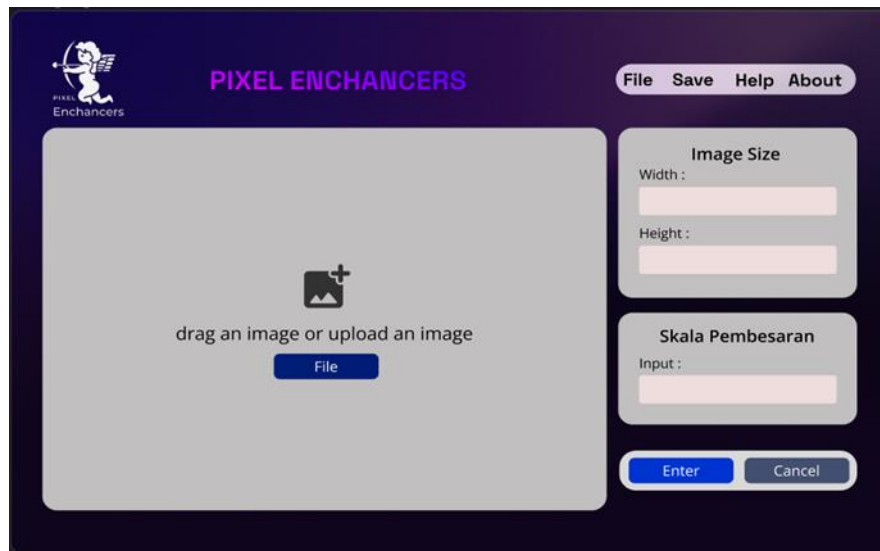 PIXEL
Enchancers
PIXEL ENCHANCERS
File Save Help About
drag an image or upload an image
File
Image Size
Width :
Height :
Skala Pembesaran
Input :
Enter Cancel